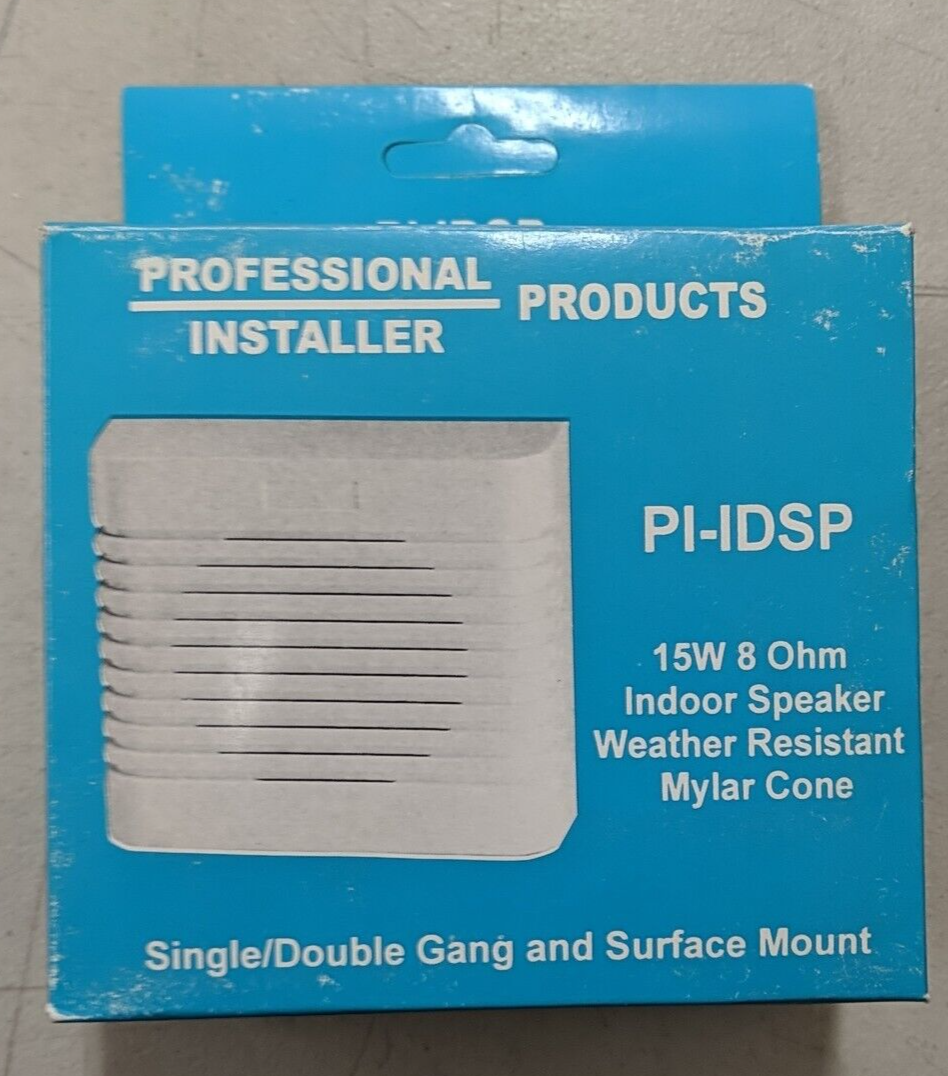 PROFESSIONAL
INSTALLER
PRODUCTS
PI-IDSP
15W 8 Ohm
Indoor Speaker
Weather Resistant
Mylar Cone
Single/Double Gang and Surface Mount